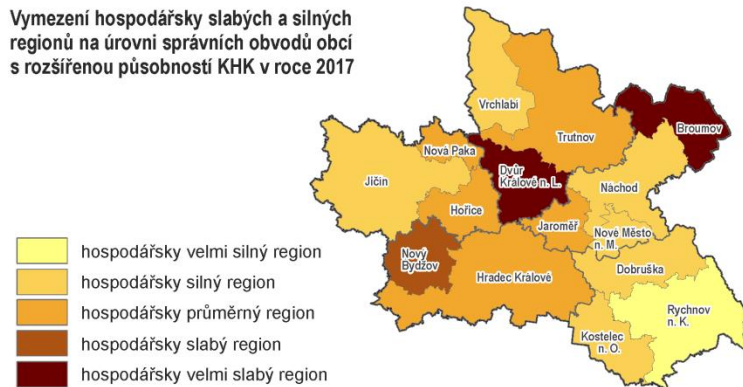 Vymezení hospodářsky slabých a silných
regionů na úrovni správních obvodů obcí
s rozšířenou působností KHK v roce 2017
Vrchlabí
Trutnov
Broumov
Nová Paka
Dvůr
Králové n. L.
Jičín
Náchod
Hořice
Jaroměř
Nové Město
n. M.
Nový
Bydžov
Hradec Králové
Dobruška
Rychnov
n. K.
Kostelec
n. O.
hospodářsky velmi silný region
hospodářsky silný region
hospodářsky průměrný region
hospodářsky slabý region
hospodářsky velmi slabý region